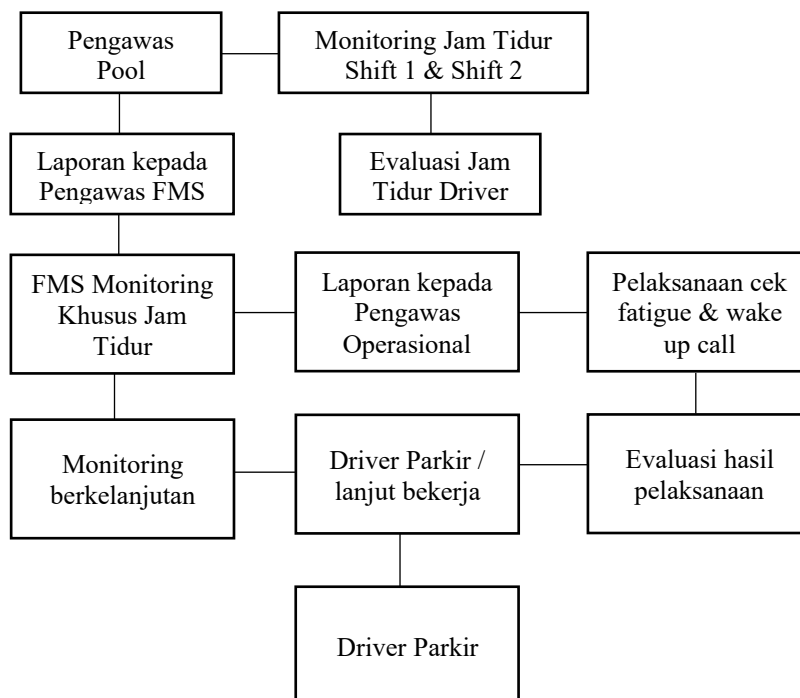 Pengawas
Pool
Monitoring Jam Tidur
Shift 1 & Shift 2
Laporan kepada
Pengawas FMS
Evaluasi Jam
Tidur Driver
FMS Monitoring
Khusus Jam
Tidur
Laporan kepada
Pengawas
Operasional
Pelaksanaan cek
fatigue & wake
up call
Monitoring
berkelanjutan
Driver Parkir /
lanjut bekerja
Evaluasi hasil
pelaksanaan
Driver Parkir